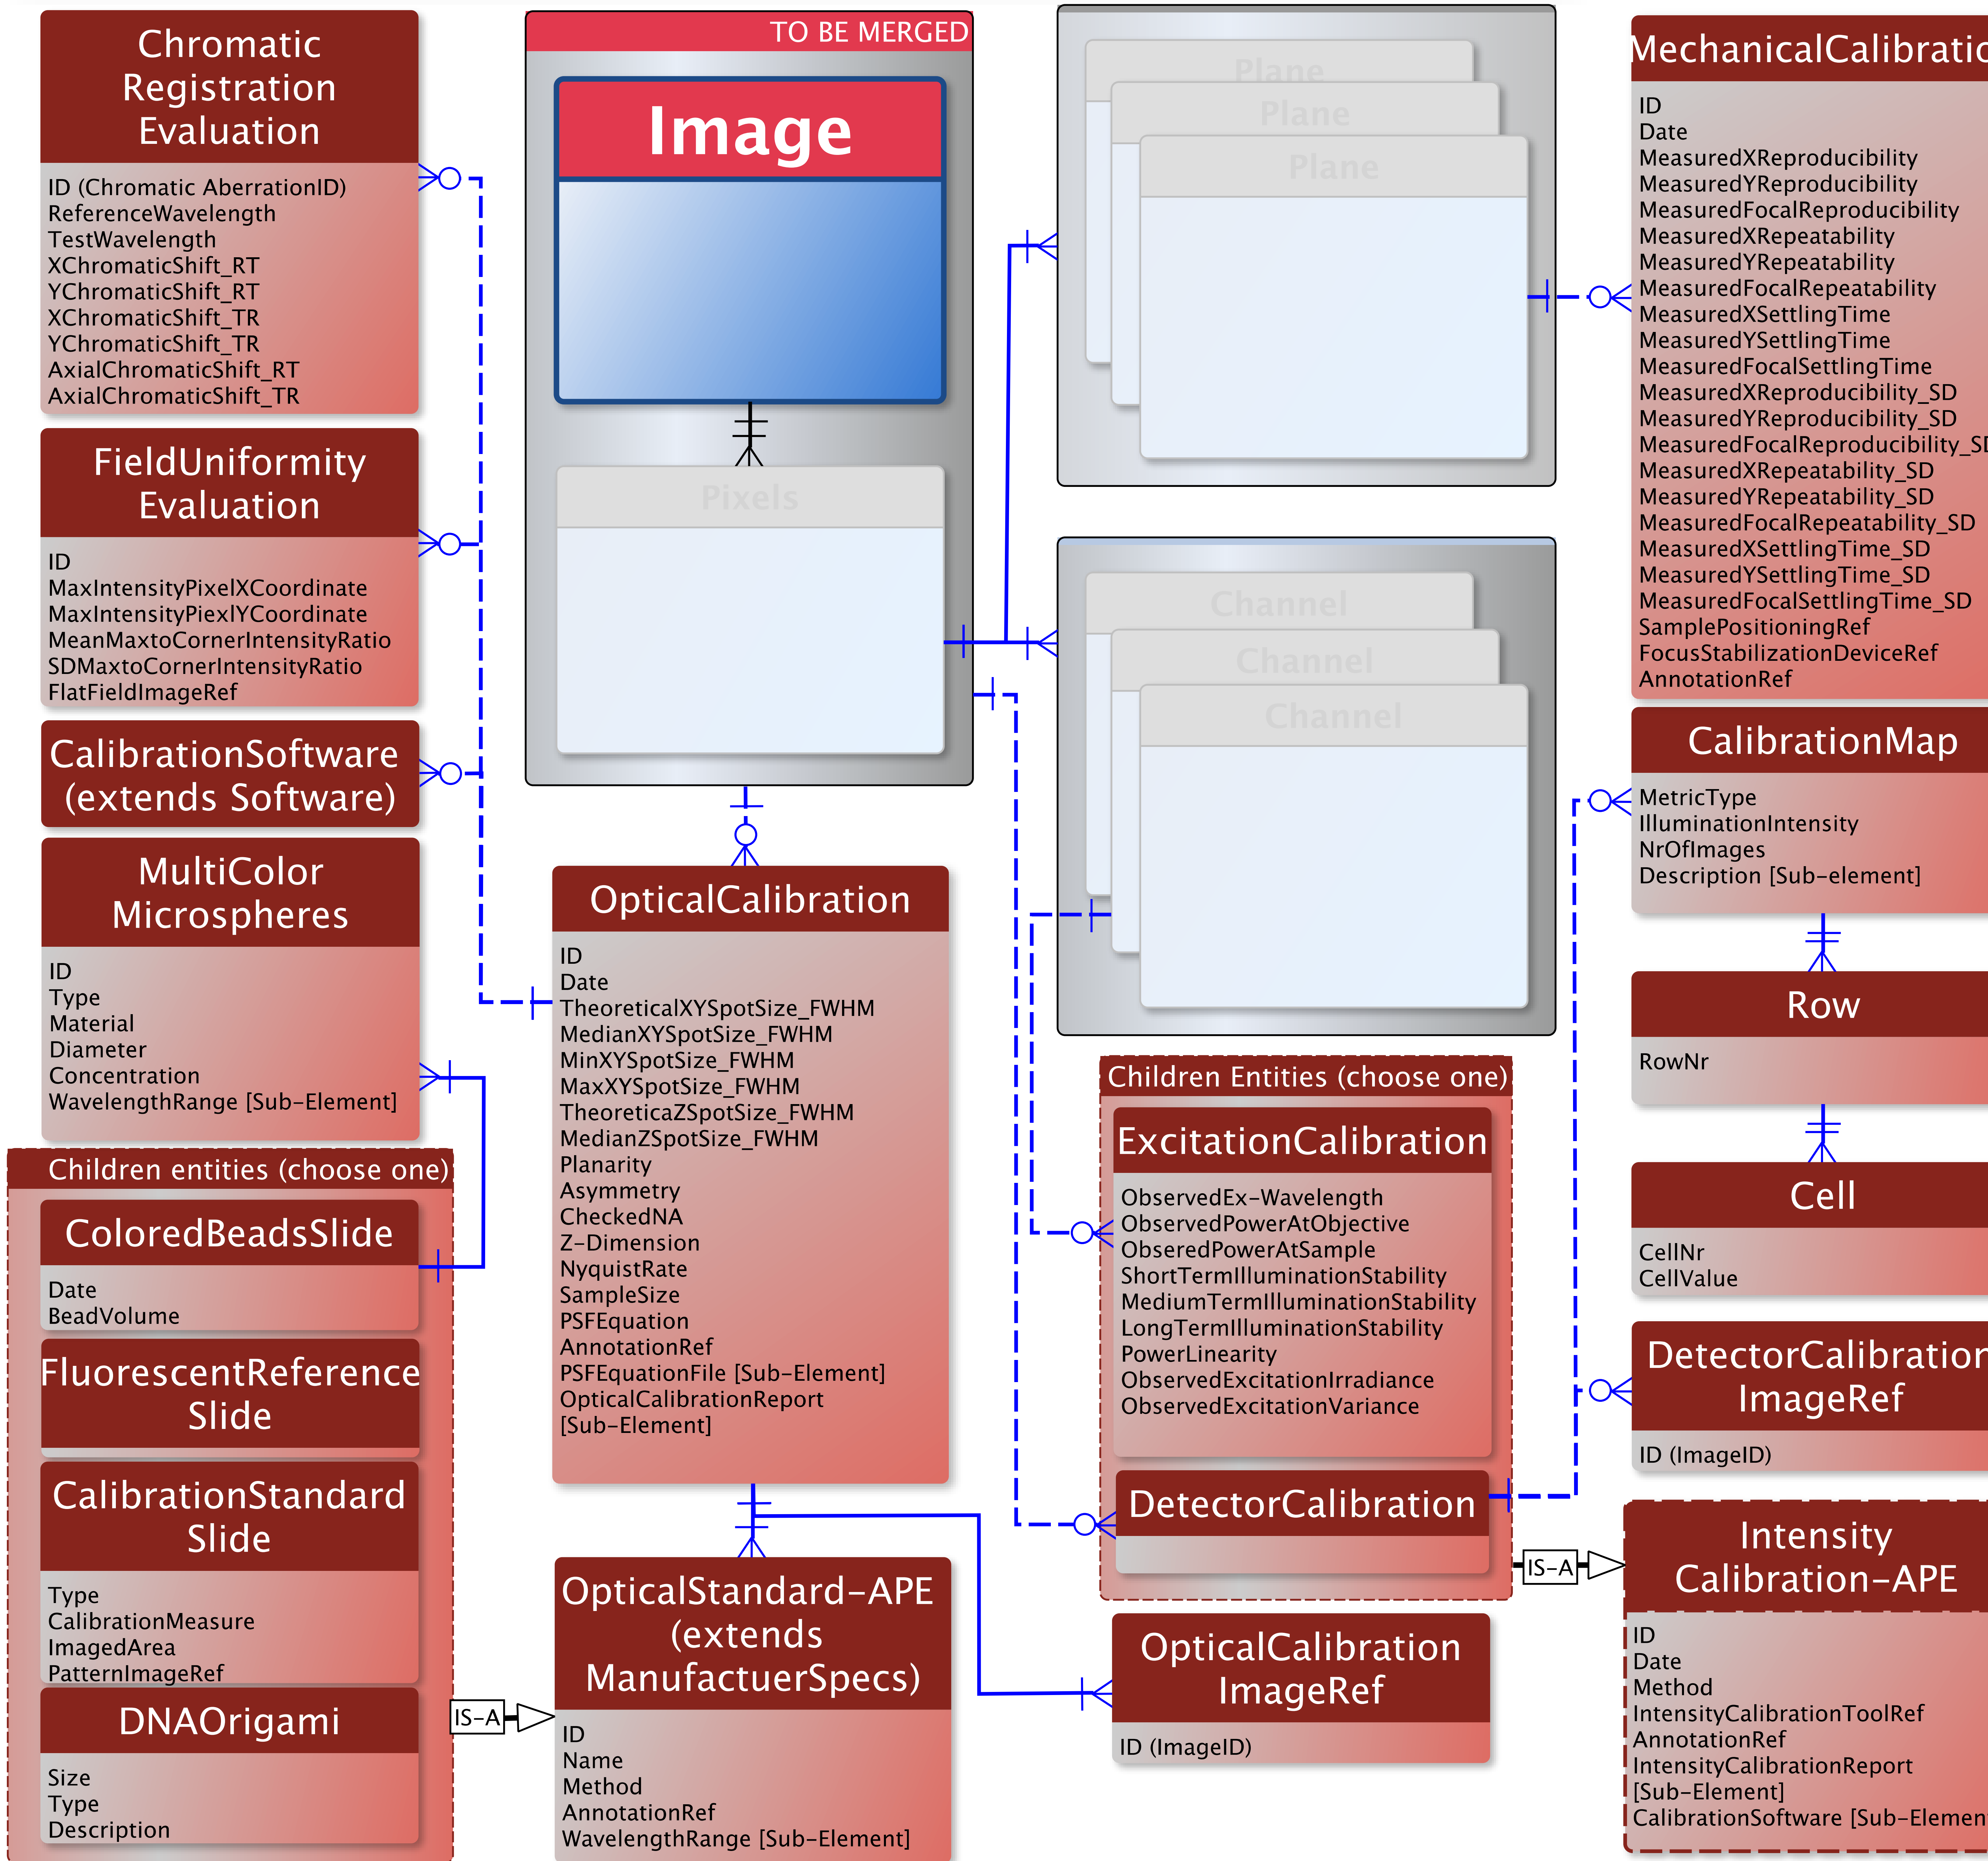 Chromatic
Registration
Evaluation
ID (Chromatic AberrationID)
ReferenceWavelength
TestWavelength
XChromaticShift_RT
YChromaticShift_RT
XChromaticShift_TR
YChromaticShift_TR
AxialChromaticShift_RT
AxialChromaticShift_TR
FieldUniformity
Evaluation
ID
MaxIntensityPixelXCoordinate
MaxIntensityPiexlYCoordinate
MeanMaxtoCornerIntensityRatio
SDMaxtoCornerIntensityRatio
FlatFieldImageRef
CalibrationSoftware
(extends Software)
MultiColor
Microspheres
ID
Type
Material
Diameter
Concentration
WavelengthRange [Sub-Element]
Children entities (choose one)
ColoredBeadsSlide
Date
BeadVolume
FluorescentReference
Slide
CalibrationStandard
Slide
Type
CalibrationMeasure
ImagedArea
PatternImageRef
DNAOrigami
Size
Type
Description
IS-A
TO BE MERGED
Image
Pixels
OpticalCalibration
ID
Date
TheoreticalXYSpotSize_FWHM
MedianXYSpotSize_FWHM
MinXYSpotSize_FWHM
MaxXYSpotSize_FWHM
TheoreticaZSpotSize_FWHM
MedianZSpotSize_FWHM
Planarity
Asymmetry
CheckedNA
Z-Dimension
NyquistRate
SampleSize
PSFEquation
AnnotationRef
PSFEquationFile [Sub-Element]
OpticalCalibrationReport
[Sub-Element]
OpticalStandard-APE
(extends
ManufactuerSpecs)
ID
Name
Method
AnnotationRef
WavelengthRange [Sub-Element]
Plane
Plane
Plane
Channel
Channel
Channel
Children Entities (choose one)
ExcitationCalibration
ObservedEx-Wavelength
ObservedPowerAtObjective
ObseredPowerAtSample
ShortTermIlluminationStability
MediumTermIlluminationStability
LongTermIlluminationStability
PowerLinearity
ObservedExcitationIrradiance
ObservedExcitationVariance
DetectorCalibration
IS-A
OpticalCalibration
ImageRef
ID (ImageID)
MechanicalCalibratio
ID
Date
MeasuredXReproducibility
MeasuredYReproducibility
MeasuredFocalReproducibility
MeasuredXRepeatability
MeasuredYRepeatability
MeasuredFocalRepeatability
MeasuredXSettlingTime
MeasuredYSettlingTime
MeasuredFocalSettlingTime
MeasuredXReproducibility_SD
MeasuredYReproducibility_SD
MeasuredFocalReproducibility_SD
MeasuredXRepeatability_SD
MeasuredYRepeatability_SD
MeasuredFocalRepeatability_SD
MeasuredXSettlingTime_SD
MeasuredYSettlingTime_SD
MeasuredFocalSettlingTime_SD
SamplePositioningRef
FocusStabilizationDeviceRef
AnnotationRef
CalibrationMap
MetricType
IlluminationIntensity
NrOfImages
Description [Sub-element]
Row
RowNr
Cell
CellNr
CellValue
DetectorCalibration
ImageRef
ID (ImageID)
Intensity
Calibration-APE
ID
Date
Method
IntensityCalibrationToolRef
AnnotationRef
IntensityCalibrationReport
[Sub-Element]
CalibrationSoftware [Sub-Elemen